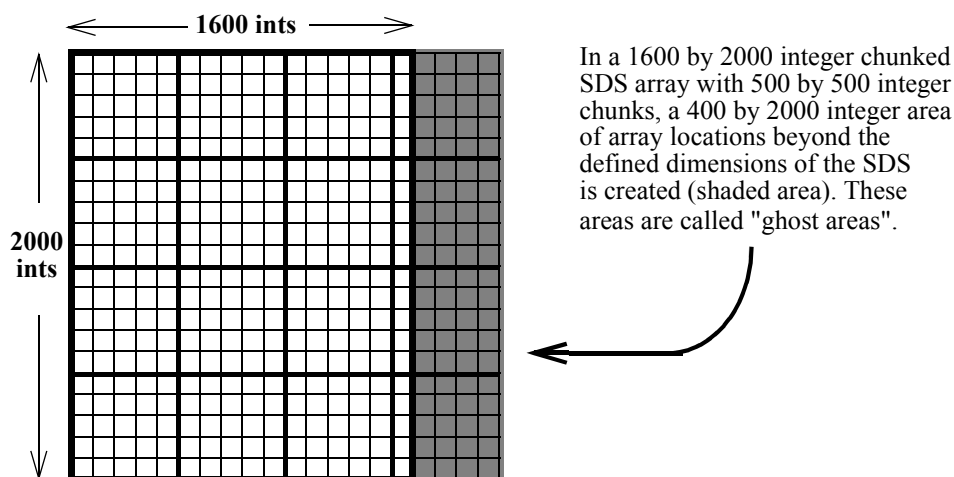 1600 ints
In a 1600 by 2000 integer chunked
SDS array with 500 by 500 integer
chunks, a 400 by 2000 integer area
of array locations beyond the
defined dimensions of the SDS
is created (shaded area). These
areas are called "ghost areas".
2000
ints